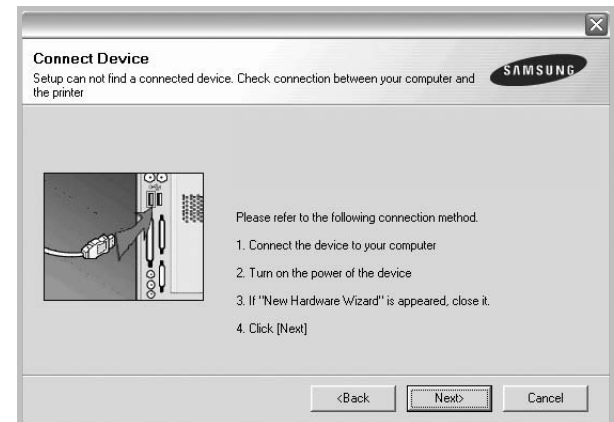 Connect Device
Setup can not find a connected device. Check connection between your computer and
the printer
SAMSUNG
Please refer to the following connection method.
1. Connect the device to your computer
2. Turn on the power of the device
3. If "New Hardware Wizard" is appeared, close it.
4. Click [Next]
<Back
Next>
Cancel